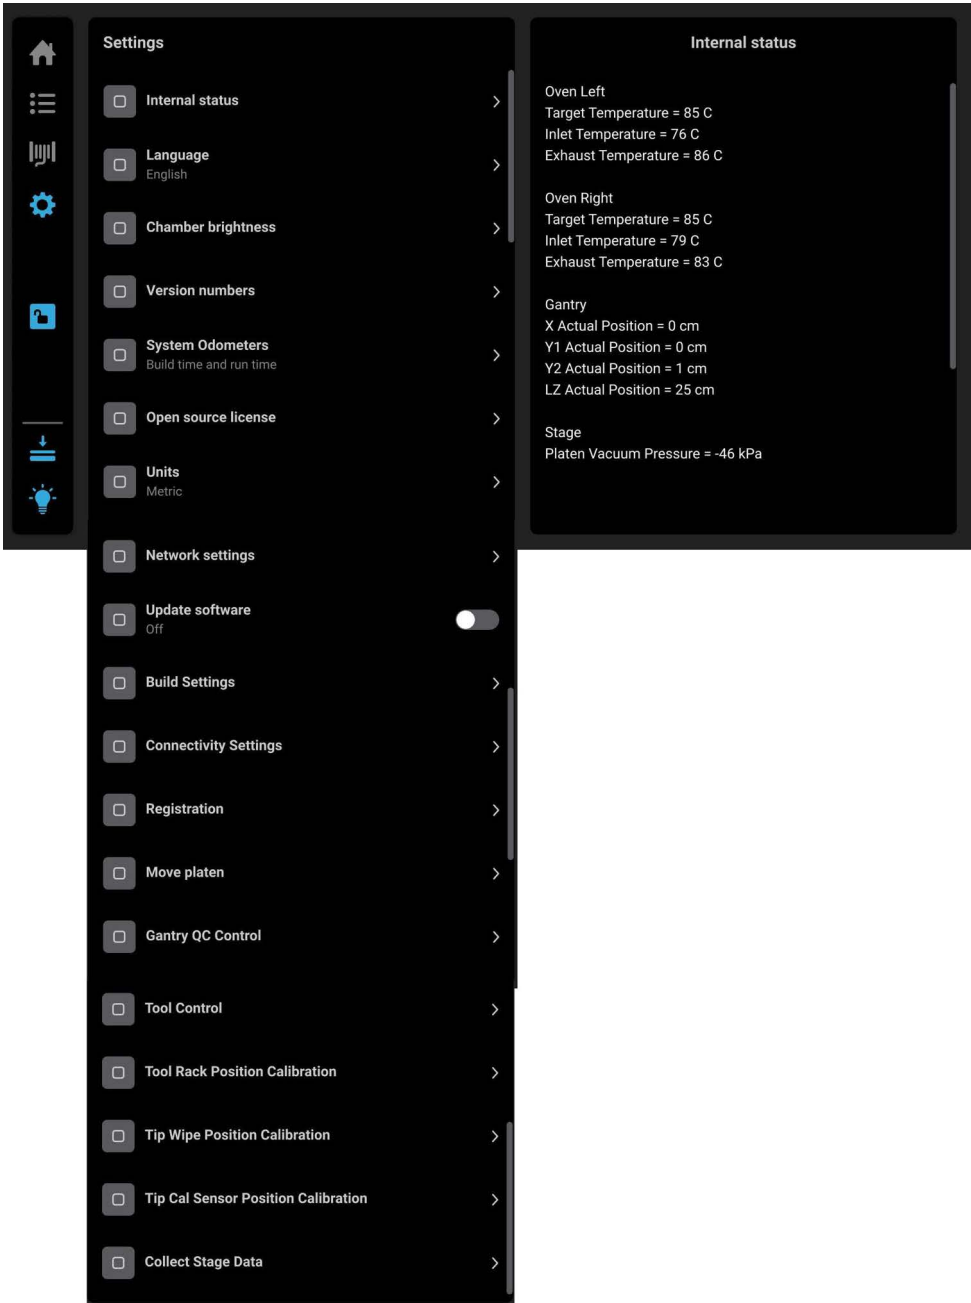 Settings
Internal status
Language
English
Chamber brightness
Version numbers
System Odometers
Build time and run time
Open source license
Units
Metric
Network settings
Update software
Off
Build Settings
Connectivity Settings
Registration
Move platen
Gantry QC Control
Tool Control
Tool Rack Position Calibration
Tip Wipe Position Calibration
Tip Cal Sensor Position Calibration
Collect Stage Data
Internal status
Oven Left
Target Temperature = 85 C
Inlet Temperature = 76 C
Exhaust Temperature = 86 C
Oven Right
Target Temperature = 85 C
Inlet Temperature = 79 C
Exhaust Temperature = 83 C
Gantry
X Actual Position = 0 cm
Y1 Actual Position = 0 cm
Y2 Actual Position = 1 cm
LZ Actual Position = 25 cm
Stage
Platen Vacuum Pressure = -46 kPa